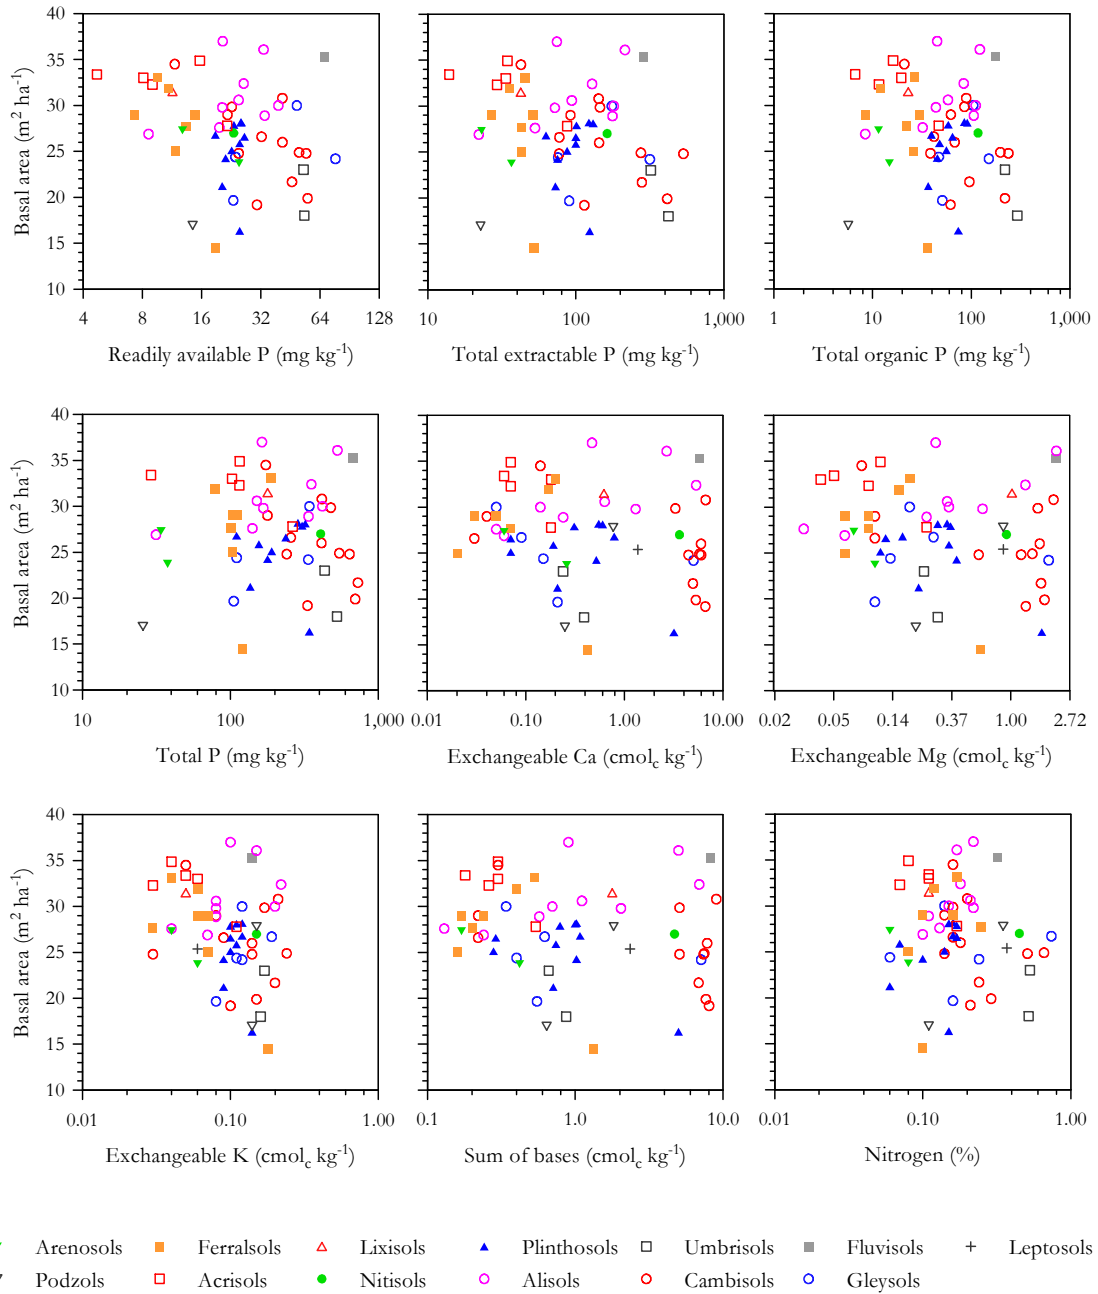 40
35
30
25
20
15
10
Basal area (m² ha⁻¹)
4 8 16 32 64 128
10 100 1,000
1 10 100 1,000
Readily available P (mg kg⁻¹)
Total extractable P (mg kg⁻¹)
Total organic P (mg kg⁻¹)
40
35
30
25
20
15
10
Basal area (m² ha⁻¹)
10 100 1,000
0.01 0.10 1.00 10.00
0.02 0.05 0.14 0.37 1.00 2.72
Total P (mg kg⁻¹)
Exchangeable Ca (cmol꜀ kg⁻¹)
Exchangeable Mg (cmol꜀ kg⁻¹)
40
35
30
25
20
15
10
Basal area (m² ha⁻¹)
0.01 0.10 1.00
0.1 1.0 10.0
0.01 0.10 1.00
Exchangeable K (cmol꜀ kg⁻¹)
Sum of bases (cmol꜀ kg⁻¹)
Nitrogen (%)
Arenosols Ferralsols Lixisols Plinthosols Umbrisols Fluvisols Leptosols
Podzols Acrisols Nitisols Alisols Cambisols Gleysols